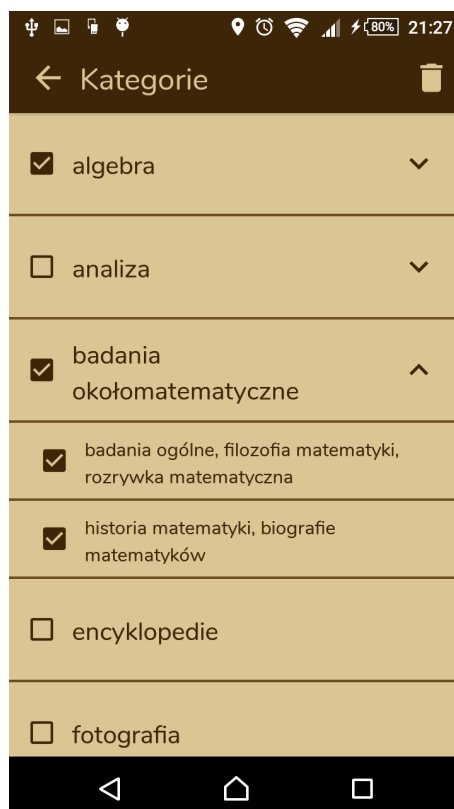 80% 21:27
Kategorie
algebra
analiza
badania
okołomatematyczne
badania ogólne, filozofia matematyki,
rozrywka matematyczna
historia matematyki, biografie
matematyków
encyklopedie
fotografia